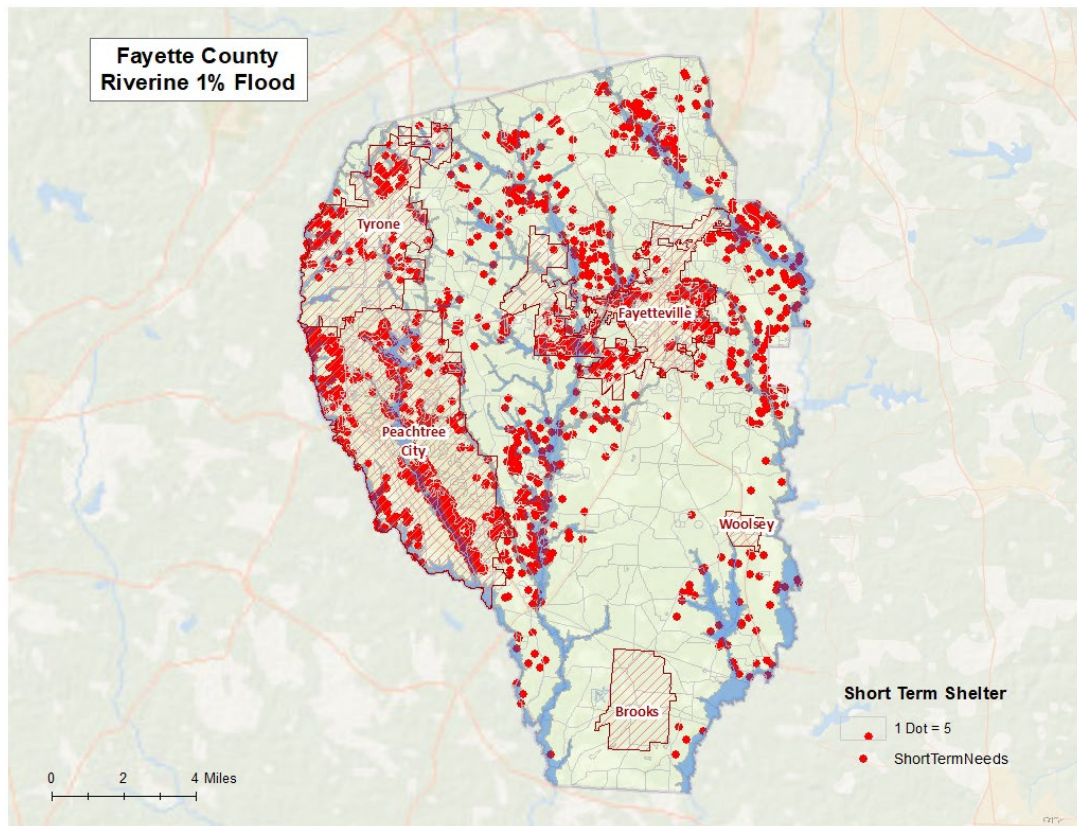 Fayette County
Riverine 1% Flood
Tyrone
Fayetteville
Peachtree
City
Woolsey
Brooks
Short Term Shelter
1 Dot = 5
ShortTermNeeds
0 2 4 Miles